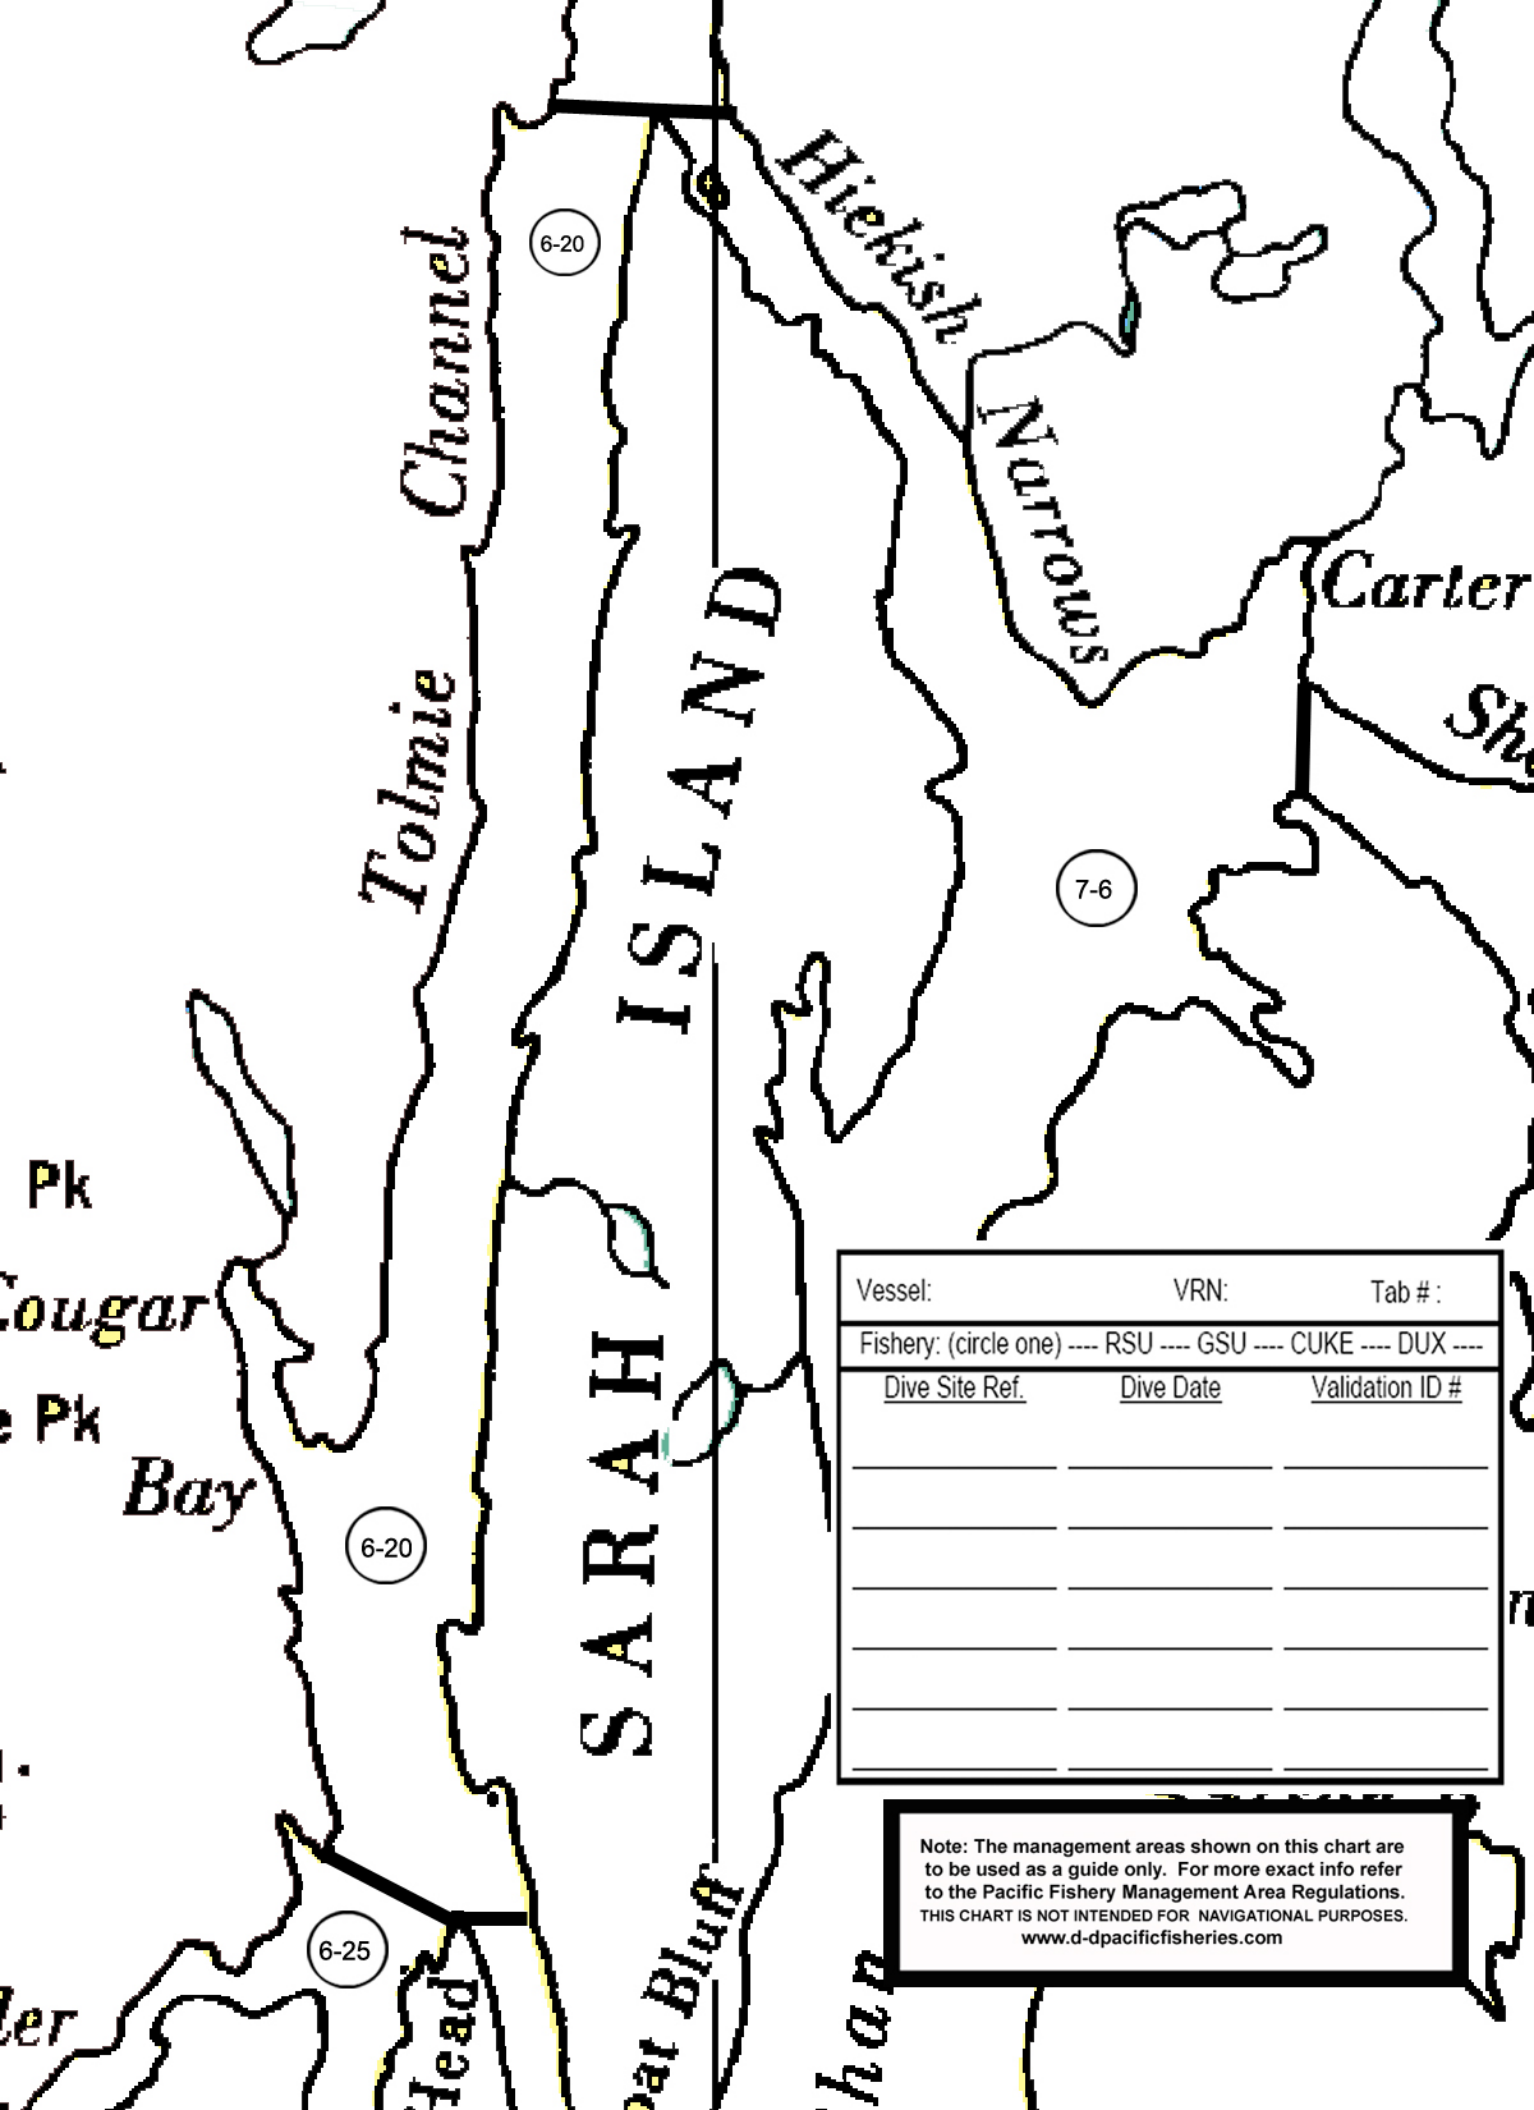 Hiekish
6-20
Channel
Narrows
Carter
ISLAND
Tolmie
7-6
Pk
Cougar
Vessel: VRN: Tab # :
Fishery: (circle one) ---- RSU ---- GSU ---- CUKE ---- DUX ----
Dive Site Ref. Dive Date Validation ID #
SARAH
Pk
Bay
6-20
Note: The management areas shown on this chart are
to be used as a guide only. For more exact info refer
to the Pacific Fishery Management Area Regulations.
THIS CHART IS NOT INTENDED FOR NAVIGATIONAL PURPOSES.
www.d-dpacificfisheries.com
6-25
Bluff
Head